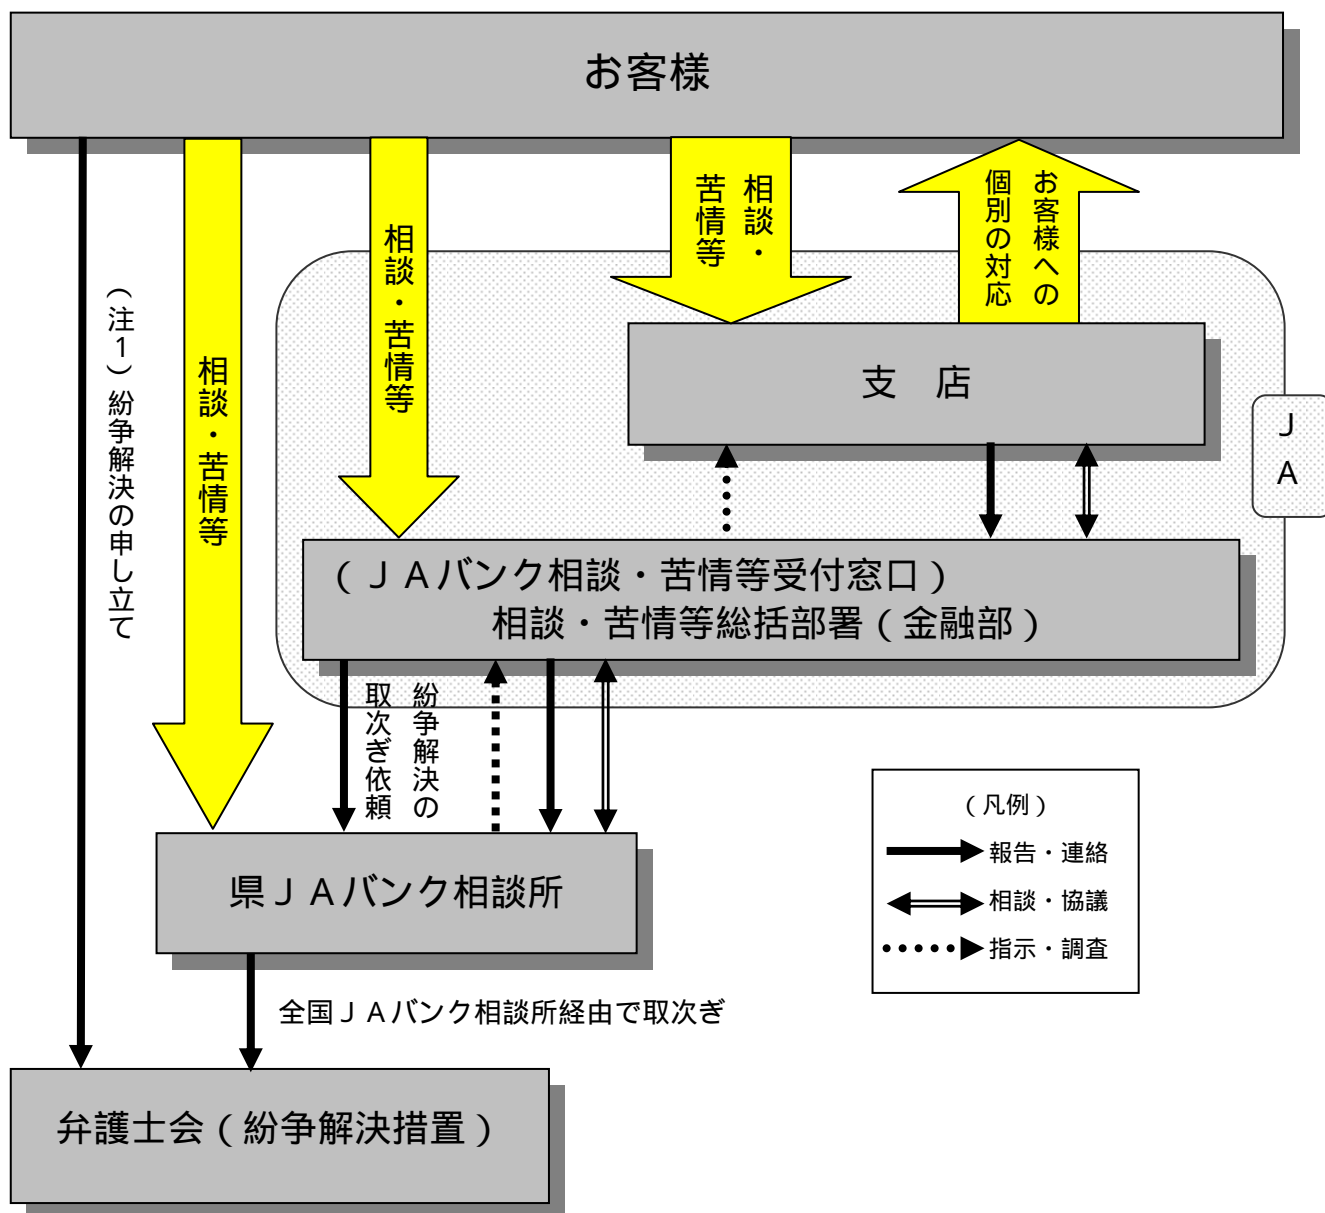 お客様
相談・
苦情等
お客様への
個別の対応
相談・苦情等
相談・苦情等
（注１）紛争解決の申し立て
支　店
ＪＡ
（ＪＡバンク相談・苦情等受付窓口）
相談・苦情等総括部署（金融部）
紛争解決の
取次ぎ依頼
県ＪＡバンク相談所
全国ＪＡバンク相談所経由で取次ぎ
弁護士会（紛争解決措置）
（凡例）
報告・連絡
相談・協議
指示・調査